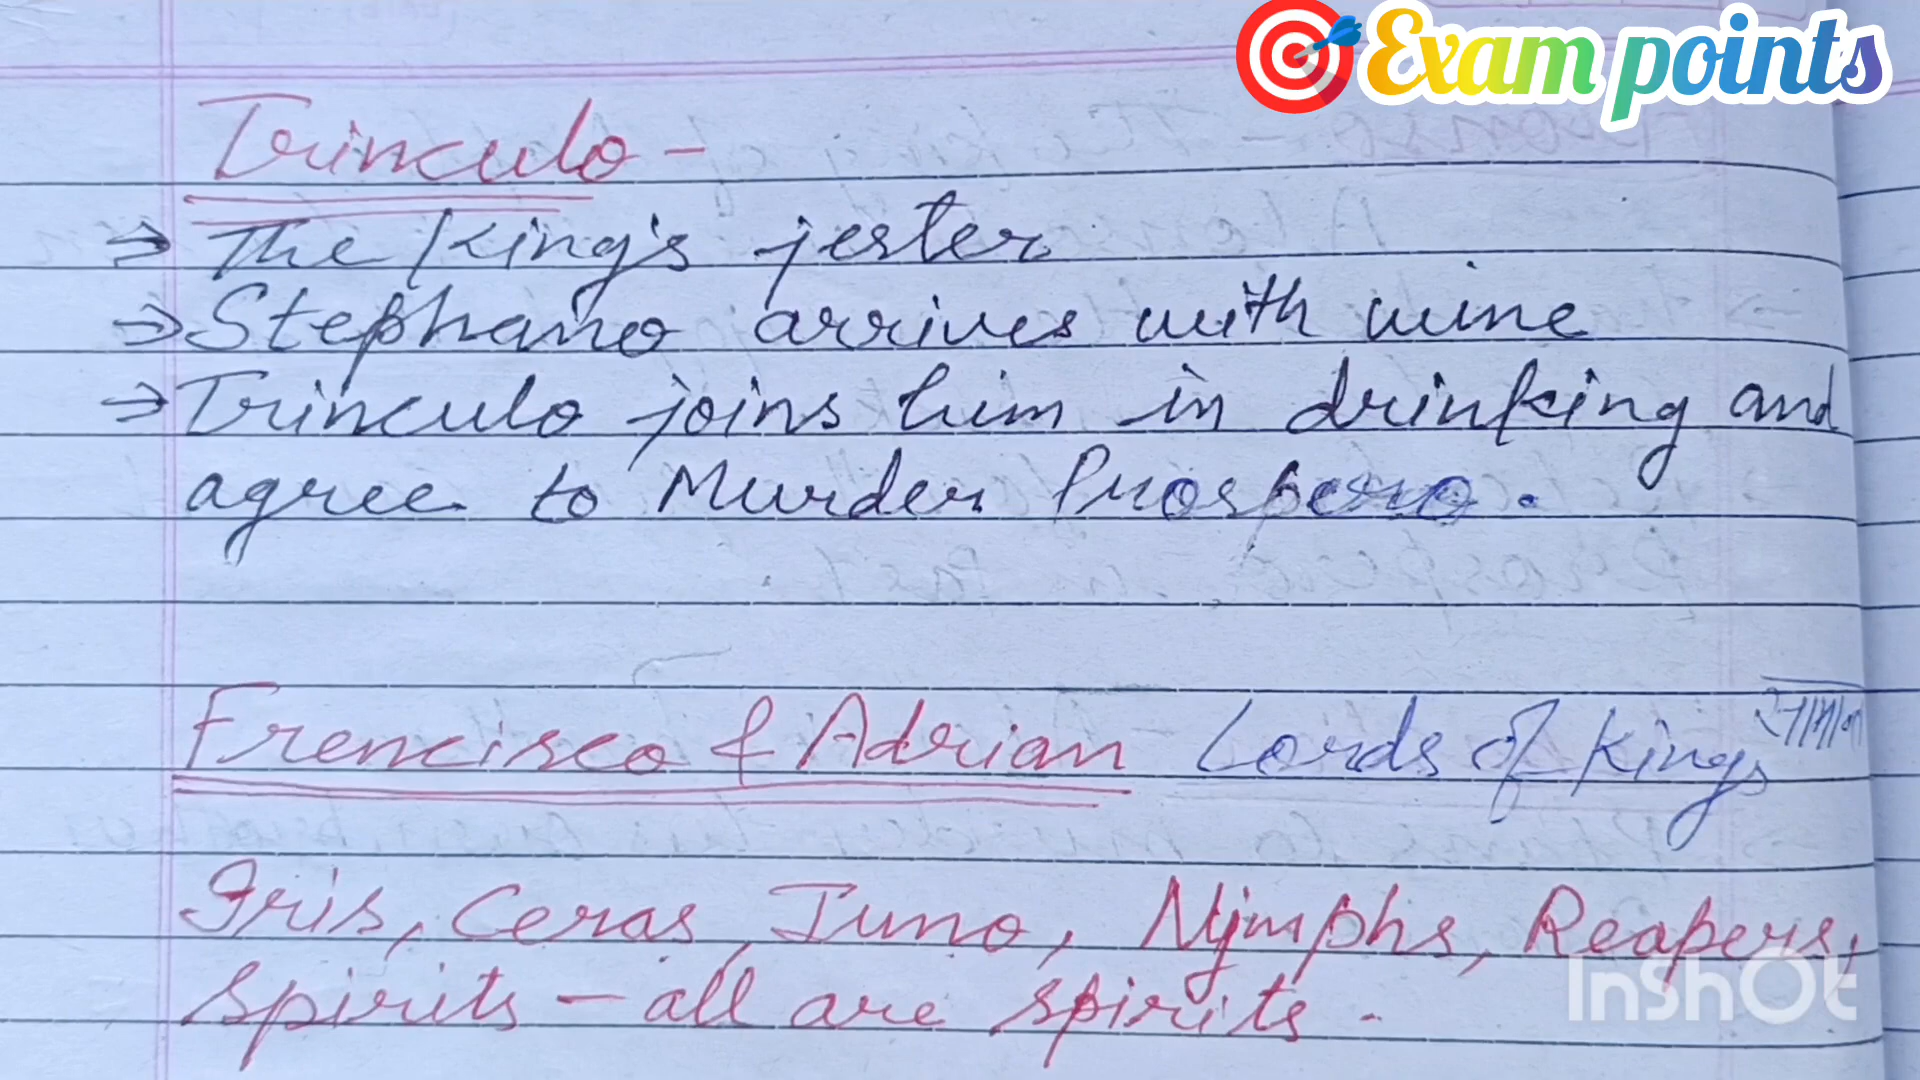 Exam points
Trinculo -
→ The King's jester
→ Stephano arrives with wine
→ Trinculo joins him in drinking and
agree to Murder Prospero.
Frencisco & Adrian Lords of Kings
Iris, Ceras, Juno, Nymphs, Reapers,
Spirits - all are spirits.
InShOt